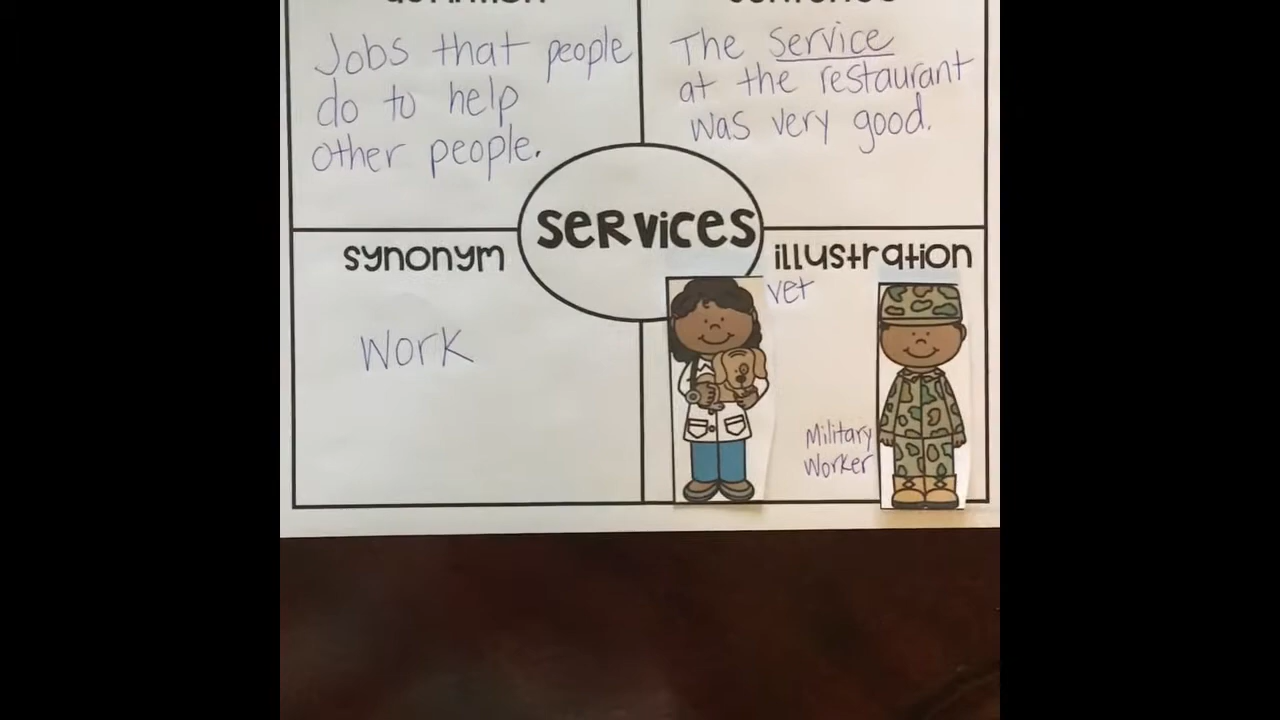 Jobs that people
do to help
other people.
The service
at the restaurant
was very good.
services
synonym
work
illustration
vet
Military
Worker